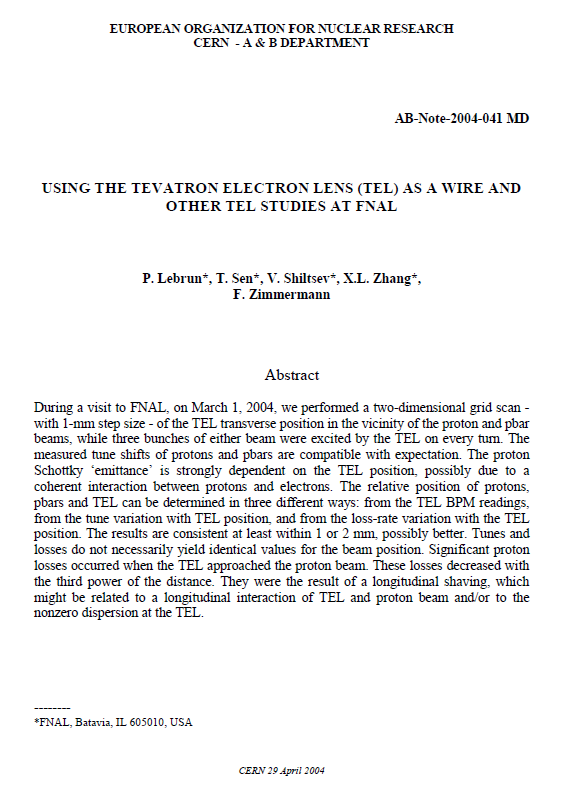 EUROPEAN ORGANIZATION FOR NUCLEAR RESEARCH
CERN - A & B DEPARTMENT
AB-Note-2004-041 MD
USING THE TEVATRON ELECTRON LENS (TEL) AS A WIRE AND
OTHER TEL STUDIES AT FNAL
P. Lebrun*, T. Sen*, V. Shiltsev*, X.L. Zhang*,
F. Zimmermann
Abstract
During a visit to FNAL, on March 1, 2004, we performed a two-dimensional grid scan -
with 1-mm step size - of the TEL transverse position in the vicinity of the proton and pbar
beams, while three bunches of either beam were excited by the TEL on every turn. The
measured tune shifts of protons and pbars are compatible with expectation. The proton
Schottky ‘emittance’ is strongly dependent on the TEL position, possibly due to a
coherent interaction between protons and electrons. The relative position of protons,
pbars and TEL can be determined in three different ways: from the TEL BPM readings,
from the tune variation with TEL position, and from the loss-rate variation with the TEL
position. The results are consistent at least within 1 or 2 mm, possibly better. Tunes and
losses do not necessarily yield identical values for the beam position. Significant proton
losses occurred when the TEL approached the proton beam. These losses decreased with
the third power of the distance. They were the result of a longitudinal shaving, which
might be related to a longitudinal interaction of TEL and proton beam and/or to the
nonzero dispersion at the TEL.
--------
*FNAL, Batavia, IL 605010, USA
CERN 29 April 2004